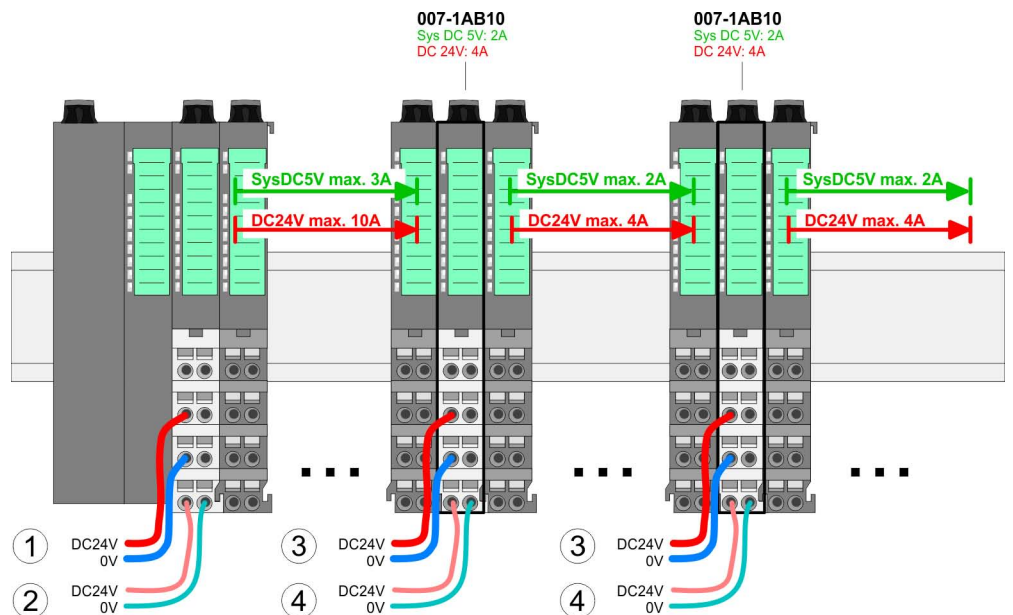 007-1AB10
Sys DC 5V: 2A
DC 24V: 4A
007-1AB10
Sys DC 5V: 2A
DC 24V: 4A
SysDC5V max. 3A
SysDC5V max. 2A
SysDC5V max. 2A
DC24V max. 10A
DC24V max. 4A
DC24V max. 4A
1
DC24V
0V
2
DC24V
0V
3
DC24V
0V
4
DC24V
0V
3
DC24V
0V
4
DC24V
0V